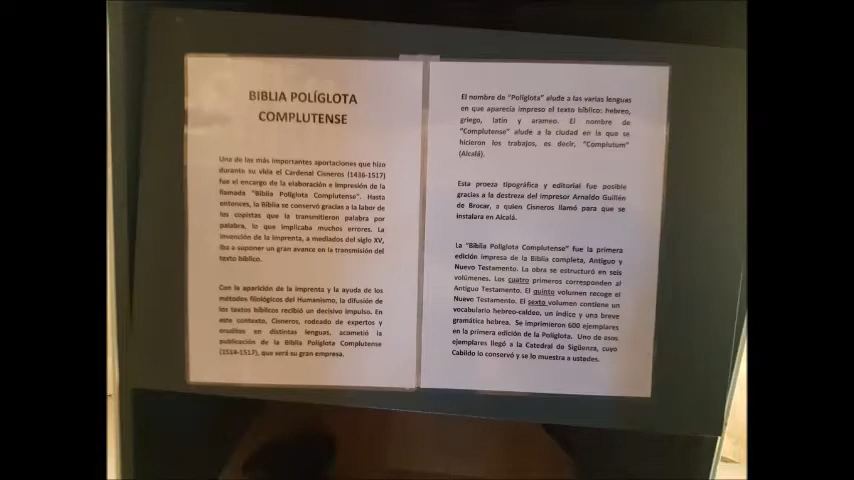 BIBLIA POLÍGLOTA
COMPLUTENSE
Una de las más importantes aportaciones que hizo
durante su vida el Cardenal Cisneros (1436-1517)
fue el encargo de la elaboración e impresión de la
llamada "Biblia Políglota Complutense". Hasta
entonces, la Biblia se conservó gracias a la labor de
los copistas que la transmitieron palabra por
palabra, lo que implicaba muchos errores. La
invención de la imprenta, a mediados del siglo XV,
iba a suponer un gran avance en la transmisión del
texto bíblico.
Con la aparición de la imprenta y la ayuda de los
métodos filológicos del Humanismo, la difusión de
los textos bíblicos recibió un decisivo impulso. En
este contexto, Cisneros, rodeado de expertos y
eruditos en distintas lenguas, acometió la
publicación de la Biblia Políglota Complutense
(1514-1517), que será su gran empresa.
El nombre de "Políglota" alude a las varias lenguas
en que aparecía impreso el texto bíblico: hebreo,
griego, latín y arameo. El nombre de
"Complutense" alude a la ciudad en la que se
hicieron los trabajos, es decir, "Complutum"
(Alcalá).
Esta proeza tipográfica y editorial fue posible
gracias a la destreza del impresor Arnaldo Guillén
de Brocar, a quien Cisneros llamó para que se
instalara en Alcalá.
La "Biblia Políglota Complutense" fue la primera
edición impresa de la Biblia completa, Antiguo y
Nuevo Testamento. La obra se estructuró en seis
volúmenes. Los cuatro primeros corresponden al
Antiguo Testamento. El quinto volumen recoge el
Nuevo Testamento. El sexto volumen contiene un
vocabulario hebreo-caldeo, un índice y una breve
gramática hebrea. Se imprimieron 600 ejemplares
en la primera edición de la Políglota. Uno de esos
ejemplares llegó a la Catedral de Sigüenza, cuyo
Cabildo lo conservó y se lo muestra a ustedes.